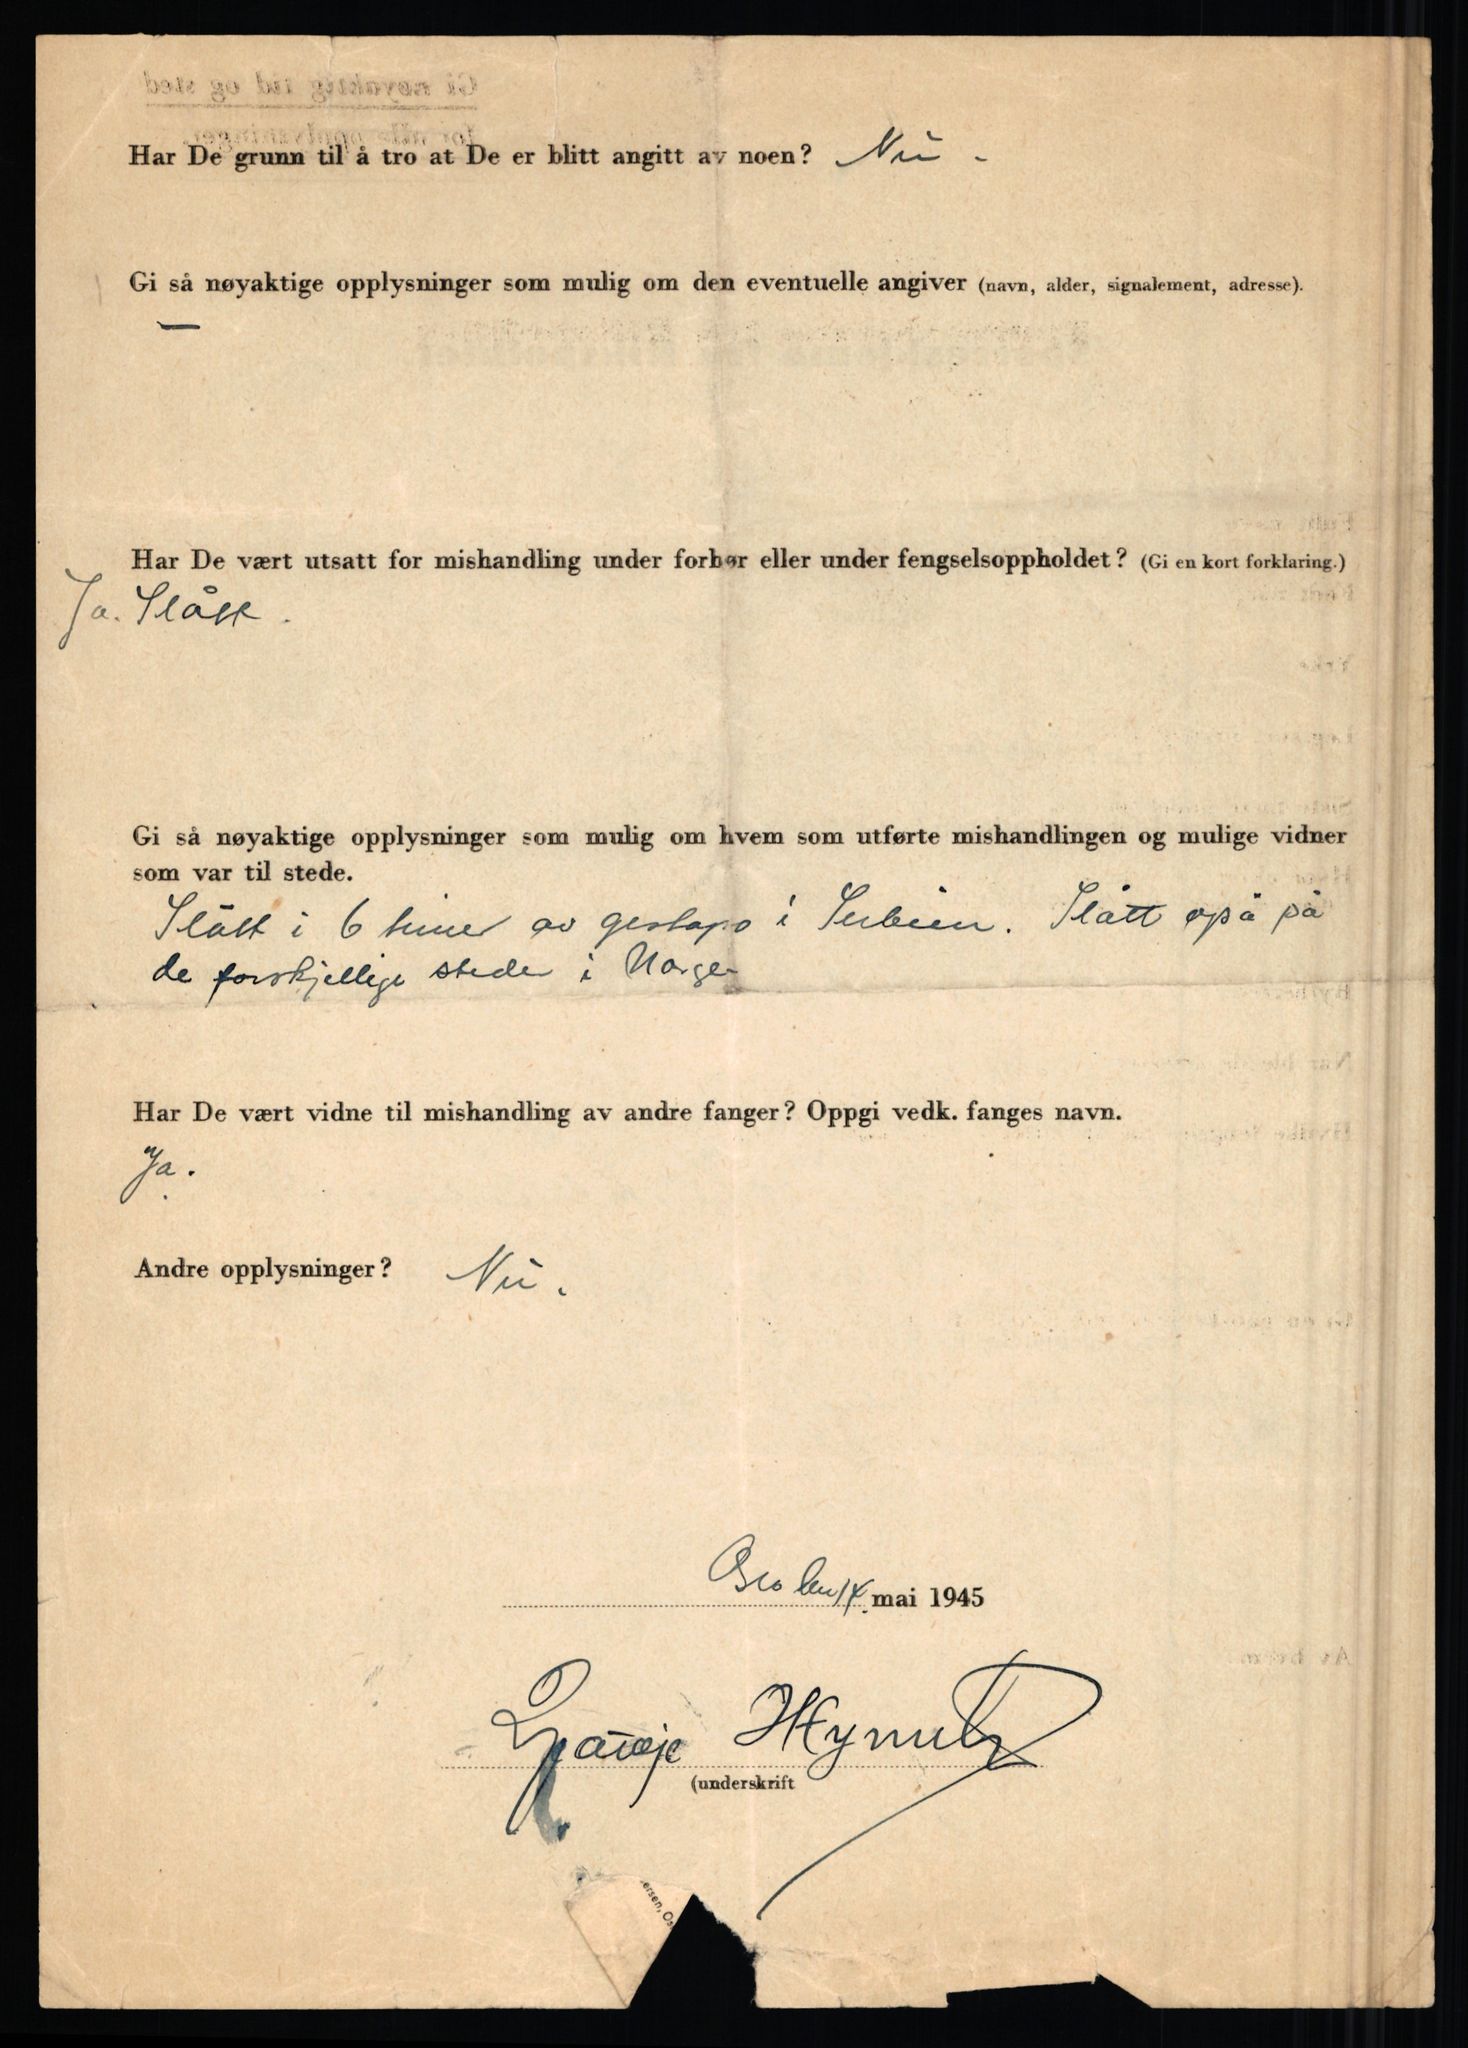 Har De grunn til å tro at De er blitt angitt av noen? Nei -
Gi så nøyaktige opplysninger som mulig om den eventuelle angiver (navn, alder, signalement, adresse).
—
Har De vært utsatt for mishandling under forhør eller under fengselsoppholdet? (Gi en kort forklaring.)
Ja. Slått.
Gi så nøyaktige opplysninger som mulig om hvem som utførte mishandlingen og mulige vidner
som var til stede.
Slått i 6 timer av gestapo i Serbien. Slått også på
de forskjellige steder i Norge
Har De vært vidne til mishandling av andre fanger? Oppgi vedk. fanges navn.
Ja.
Andre opplysninger? Nei.
Oslo den 14. mai 1945
(underskrift
ersen, Os